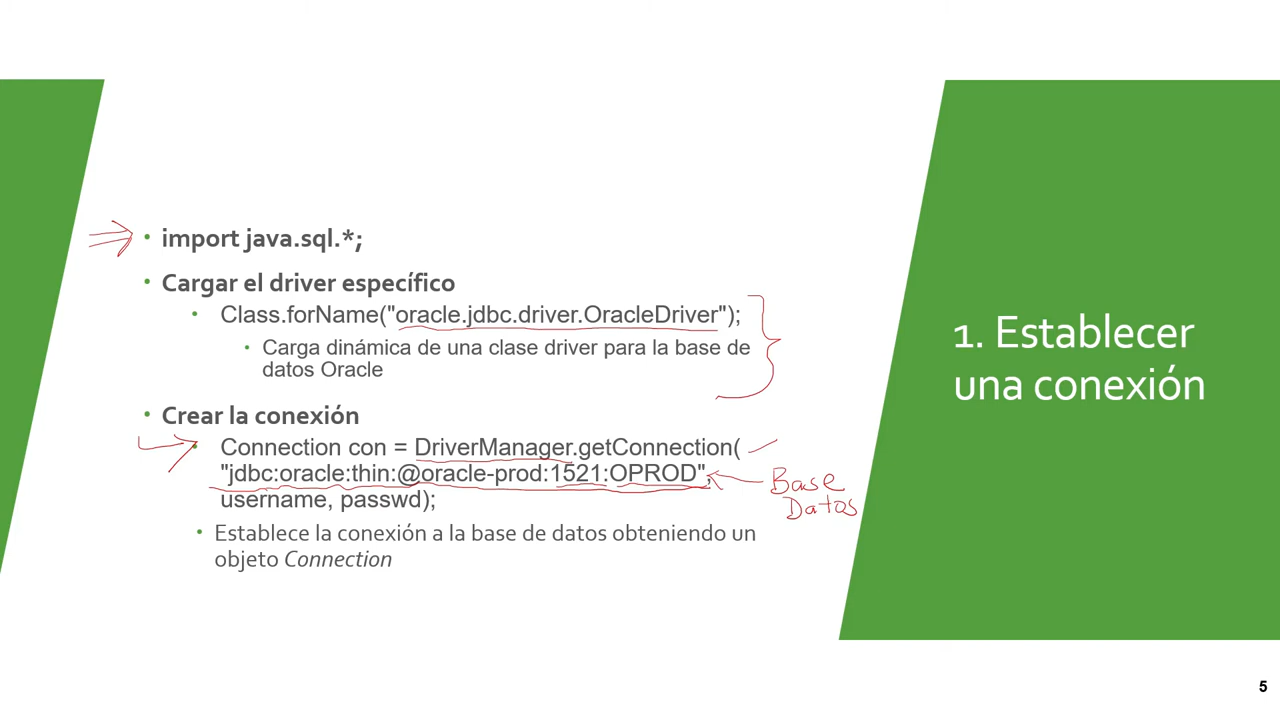 import java.sql.*;
Cargar el driver específico
Class.forName("oracle.jdbc.driver.OracleDriver");
Carga dinámica de una clase driver para la base de
datos Oracle
Crear la conexión
Connection con = DriverManager.getConnection(
"jdbc:oracle:thin:@oracle-prod:1521:OPROD",
username, passwd);
Base
Datos
Establece la conexión a la base de datos obteniendo un
objeto Connection
1. Establecer
una conexión
5